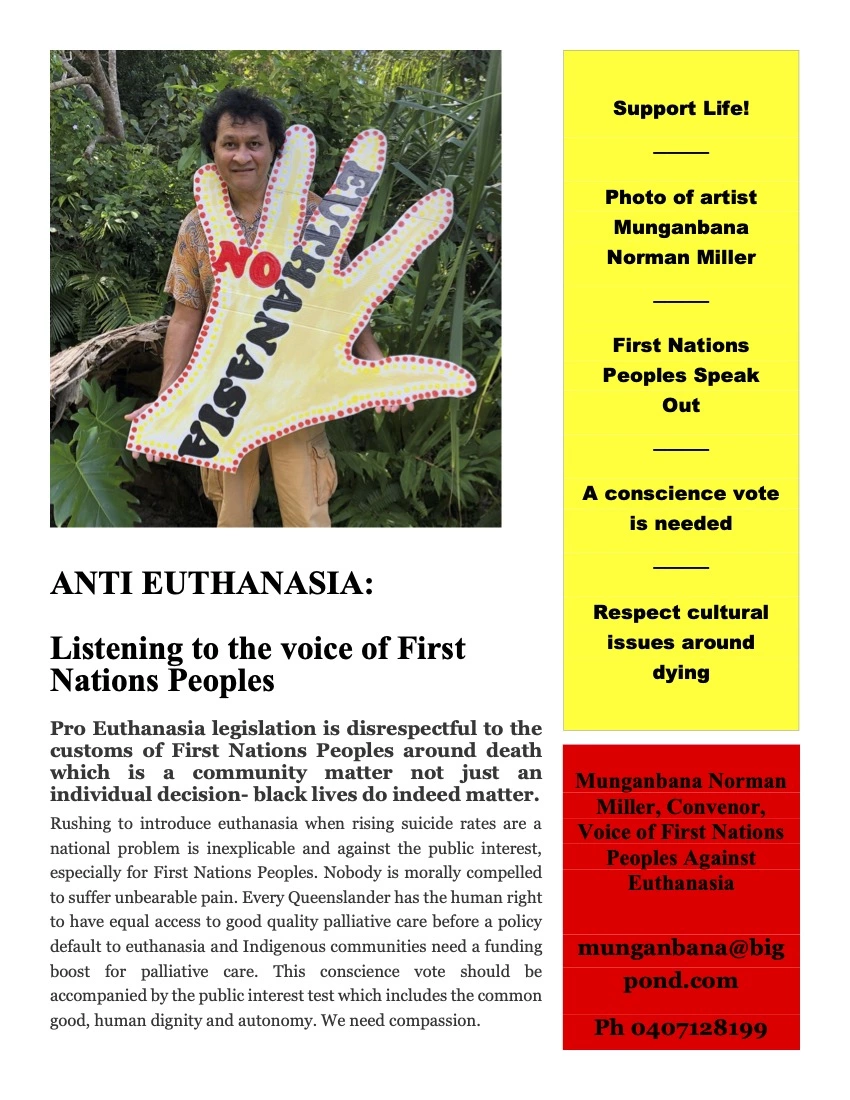 NO
EUTHANASIA
ANTI EUTHANASIA:
Listening to the voice of First
Nations Peoples
Pro Euthanasia legislation is disrespectful to the
customs of First Nations Peoples around death
which is a community matter not just an
individual decision- black lives do indeed matter.
Rushing to introduce euthanasia when rising suicide rates are a
national problem is inexplicable and against the public interest,
especially for First Nations Peoples. Nobody is morally compelled
to suffer unbearable pain. Every Queenslander has the human right
to have equal access to good quality palliative care before a policy
default to euthanasia and Indigenous communities need a funding
boost for palliative care. This conscience vote should be
accompanied by the public interest test which includes the common
good, human dignity and autonomy. We need compassion.
Support Life!
Photo of artist
Munganbana
Norman Miller
First Nations
Peoples Speak
Out
A conscience vote
is needed
Respect cultural
issues around
dying
Munganbana Norman
Miller, Convenor,
Voice of First Nations
Peoples Against
Euthanasia
munganbana@big
pond.com
Ph 0407128199